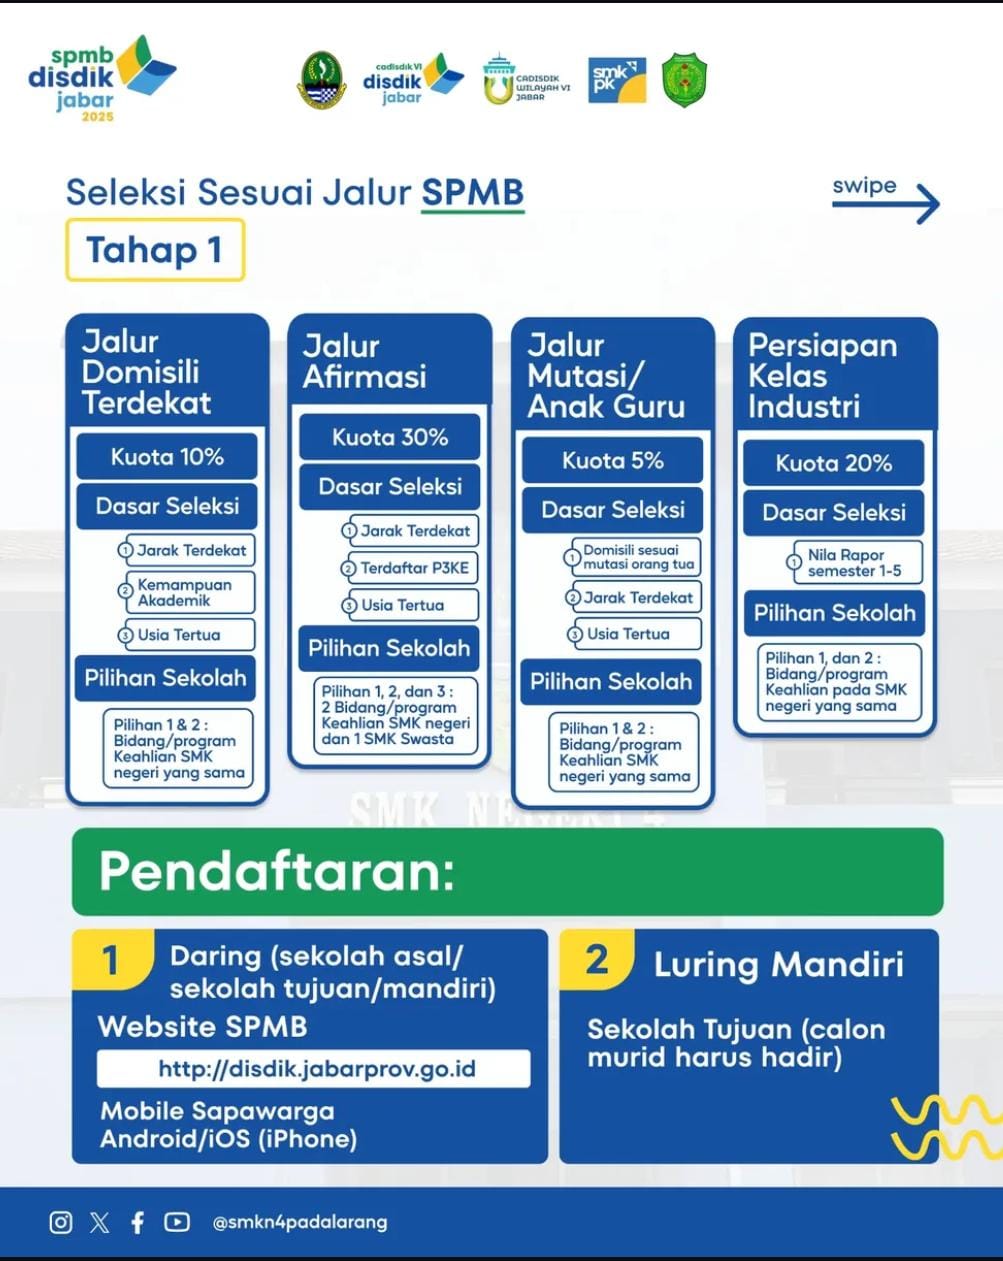 spmb
disdik
jabar
2025
cadisdik VI
disdik
jabar
CADISDIK
WILAYAH VI
JABAR
smk
pk
Seleksi Sesuai Jalur SPMB
swipe
Tahap 1
Jalur
Domisili
Terdekat
Kuota 10%
Dasar Seleksi
1 Jarak Terdekat
2 Kemampuan
Akademik
3 Usia Tertua
Pilihan Sekolah
Pilihan 1 & 2 :
Bidang/program
Keahlian SMK
negeri yang sama
Jalur
Afirmasi
Kuota 30%
Dasar Seleksi
1 Jarak Terdekat
2 Terdaftar P3KE
3 Usia Tertua
Pilihan Sekolah
Pilihan 1, 2, dan 3 :
2 Bidang/program
Keahlian SMK negeri
dan 1 SMK Swasta
Jalur
Mutasi/
Anak Guru
Kuota 5%
Dasar Seleksi
1 Domisili sesuai
mutasi orang tua
2 Jarak Terdekat
3 Usia Tertua
Pilihan Sekolah
Pilihan 1 & 2 :
Bidang/program
Keahlian SMK
negeri yang sama
Persiapan
Kelas
Industri
Kuota 20%
Dasar Seleksi
1 Nila Rapor
semester 1-5
Pilihan Sekolah
Pilihan 1, dan 2 :
Bidang/program
Keahlian pada SMK
negeri yang sama
SMK NEGERI 4
Pendaftaran:
1 Daring (sekolah asal/
sekolah tujuan/mandiri)
Website SPMB
http://disdik.jabarprov.go.id
Mobile Sapawarga
Android/iOS (iPhone)
2 Luring Mandiri
Sekolah Tujuan (calon
murid harus hadir)
@smkn4padalarang